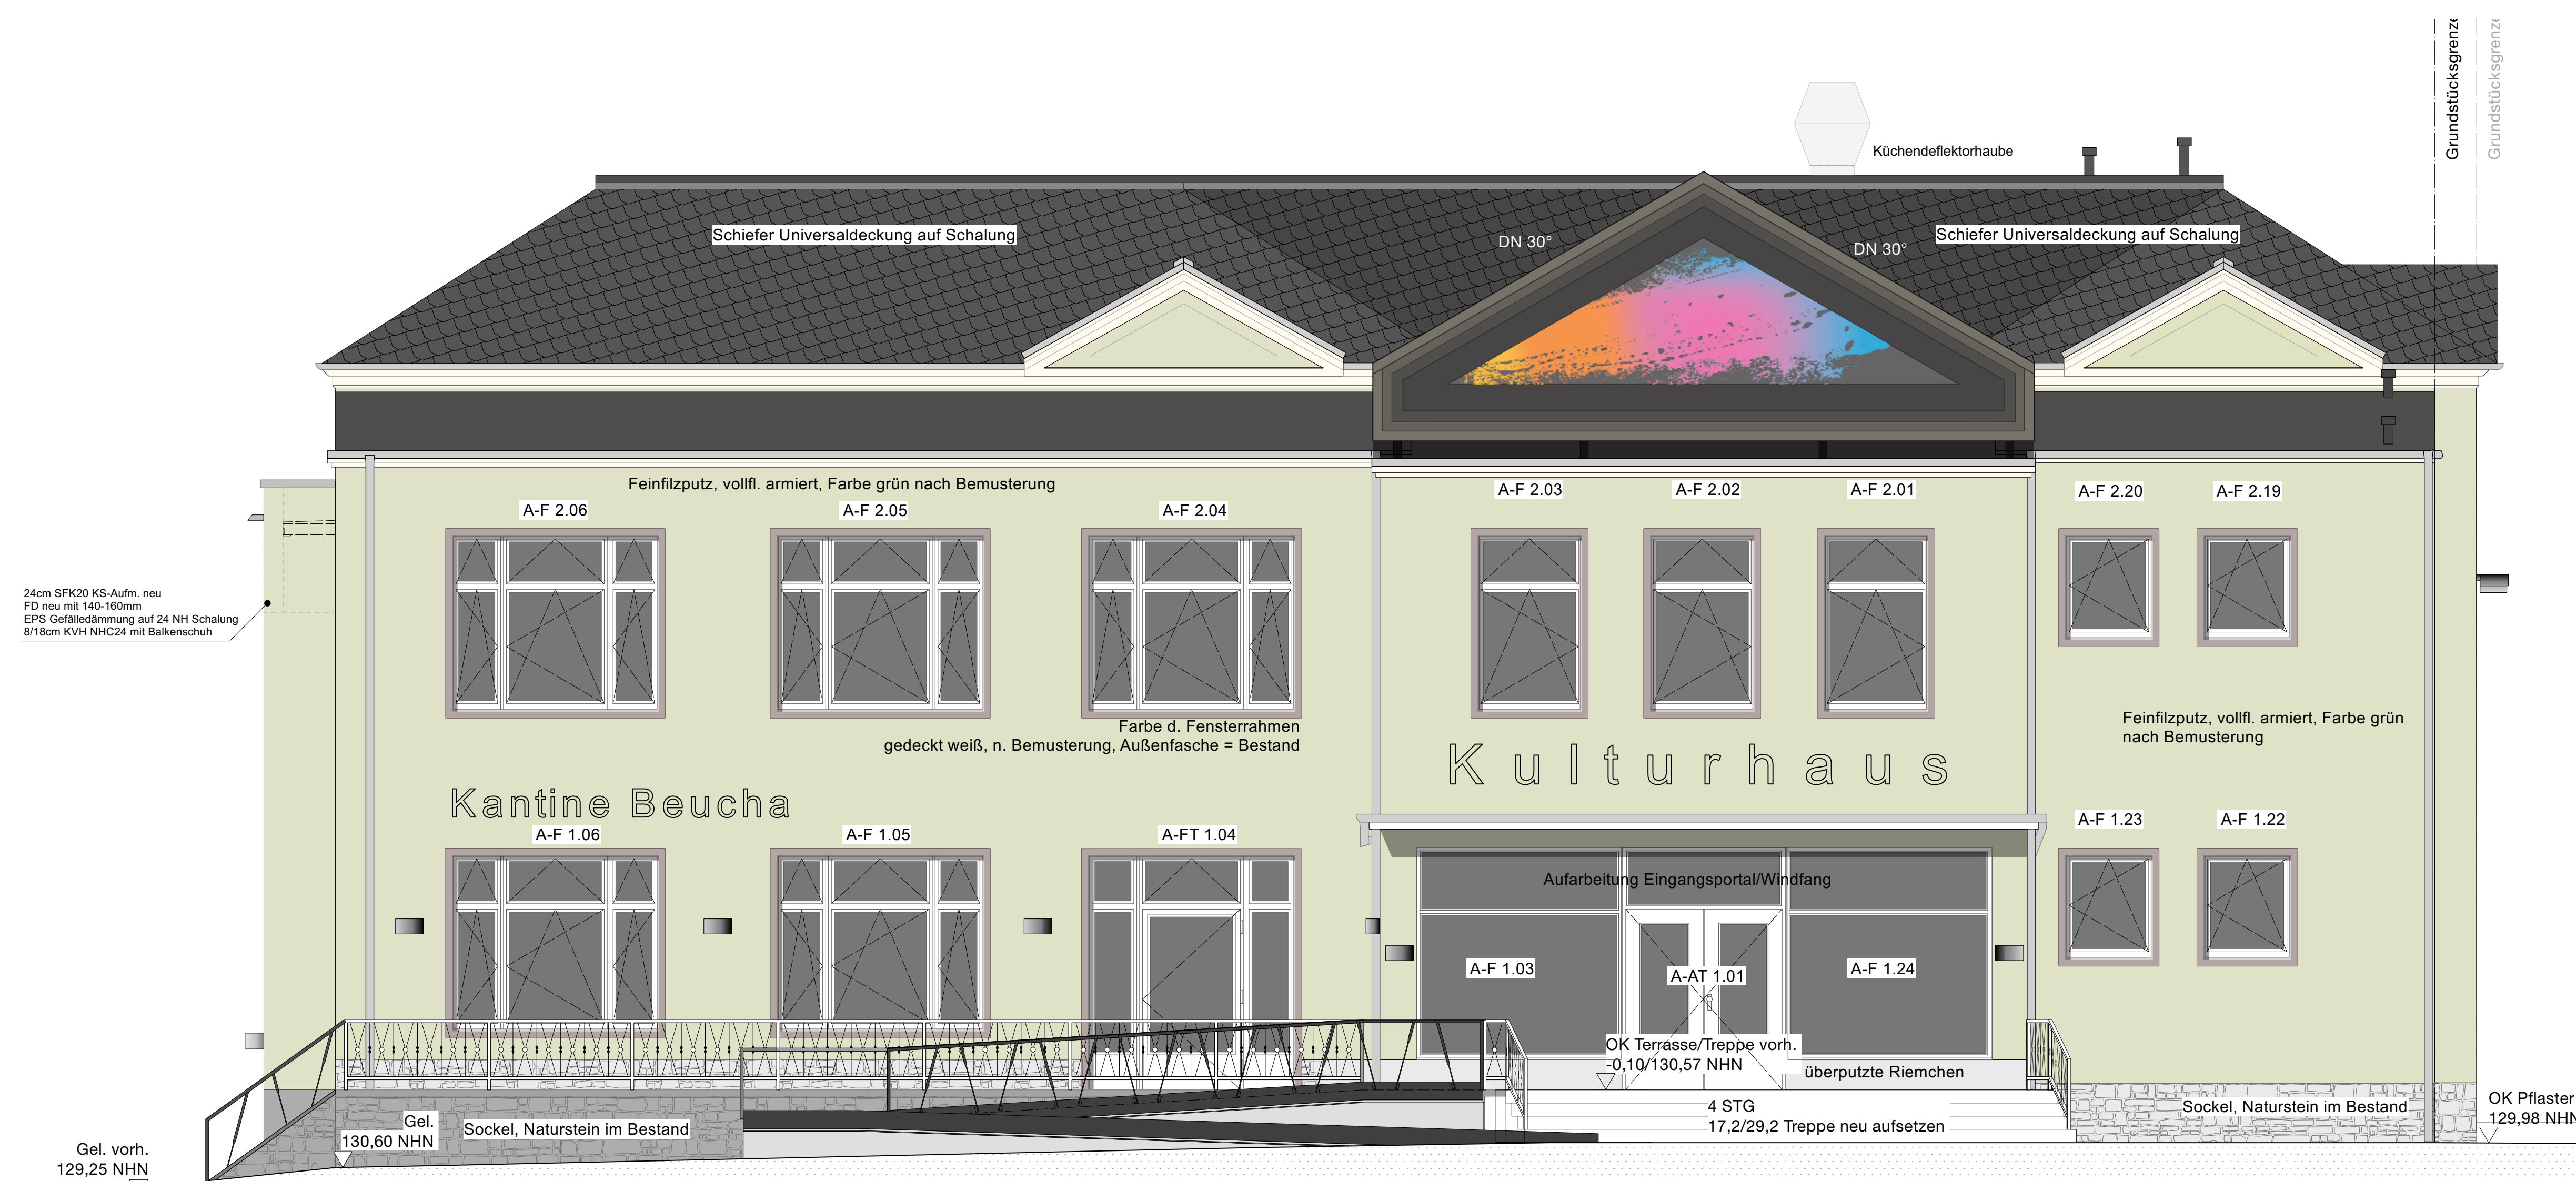 Grundstücksgrenze
Grundstücksgrenze
Küchendeflektorhaube
Schiefer Universaldeckung auf Schalung
DN 30°
DN 30°
Schiefer Universaldeckung auf Schalung
Feinfilzputz, vollfl. armiert, Farbe grün nach Bemusterung
A-F 2.06
A-F 2.05
A-F 2.04
A-F 2.03
A-F 2.02
A-F 2.01
A-F 2.20
A-F 2.19
24cm SFK20 KS-Aufm. neu
FD neu mit 140-160mm
EPS Gefälledämmung auf 24 NH Schalung
8/18cm KVH NHC24 mit Balkenschuh
Farbe d. Fensterrahmen
gedeckt weiß, n. Bemusterung, Außenfasche = Bestand
Feinfilzputz, vollfl. armiert, Farbe grün
nach Bemusterung
Kulturhaus
Kantine Beucha
A-F 1.06
A-F 1.05
A-FT 1.04
A-F 1.23
A-F 1.22
Aufarbeitung Eingangsportal/Windfang
A-F 1.03
A-AT 1.01
A-F 1.24
OK Terrasse/Treppe vorh.
-0,10/130,57 NHN
überputzte Riemchen
4 STG
17,2/29,2 Treppe neu aufsetzen
Gel.
130,60 NHN
Sockel, Naturstein im Bestand
Sockel, Naturstein im Bestand
OK Pflaster
129,98 NHN
Gel. vorh.
129,25 NHN